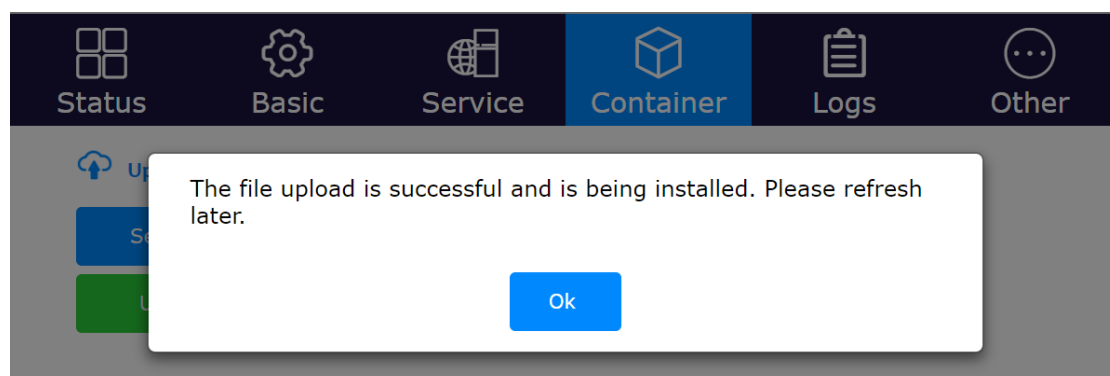 Status Basic Service Container Logs Other
The file upload is successful and is being installed. Please refresh
later.
Ok